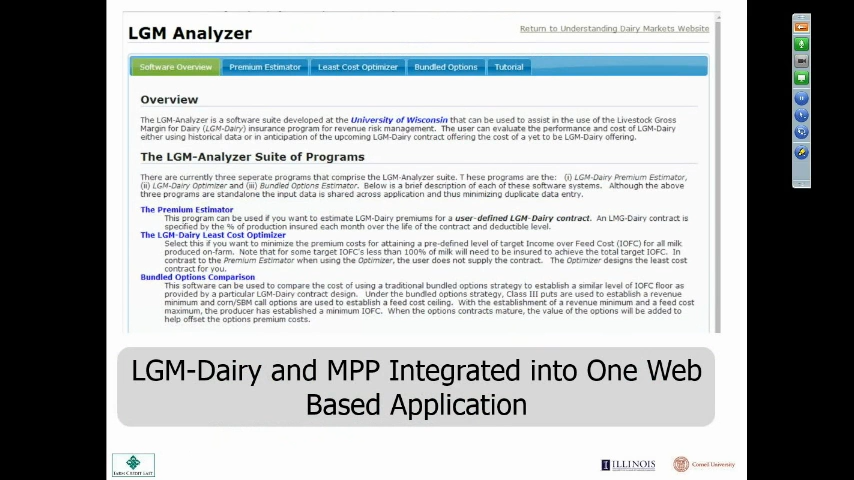 LGM Analyzer
Return to Understanding Dairy Markets Website
Software Overview
Premium Estimator
Least Cost Optimizer
Bundled Options
Tutorial
Overview
The LGM-Analyzer is a software suite developed at the University of Wisconsin that can be used to assist in the use of the Livestock Gross
Margin for Dairy (LGM-Dairy) insurance program for revenue risk management. The user can evaluate the performance and cost of LGM-Dairy
either using historical data or in anticipation of the upcoming LGM-Dairy contract offering the cost of a yet to be LGM-Dairy offering.
The LGM-Analyzer Suite of Programs
There are currently three seperate programs that comprise the LGM-Analyzer suite. T hese programs are the: (i) LGM-Dairy Premium Estimator,
(ii) LGM-Dairy Optimizer and (iii) Bundled Options Estimator. Below is a brief description of each of these software systems. Although the above
three programs are standalone the input data is shared across application and thus minimizing duplicate data entry.
The Premium Estimator
This program can be used if you want to estimate LGM-Dairy premiums for a user-defined LGM-Dairy contract. An LMG-Dairy contract is
specified by the % of production insured each month over the life of the contract and deductible level.
The LGM-Dairy Least Cost Optimizer
Select this if you want to minimize the premium costs for attaining a pre-defined level of target Income over Feed Cost (IOFC) for all milk
produced on-farm. Note that for some target IOFC's less than 100% of milk will need to be insured to achieve the total target IOFC. In
contrast to the Premium Estimator when using the Optimizer, the user does not supply the contract. The Optimizer designs the least cost
contract for you.
Bundled Options Comparison
This software can be used to compare the cost of using a traditional bundled options strategy to establish a similar level of IOFC floor as
provided by a particular LGM-Dairy contract design. Under the bundled options strategy, Class III puts are used to establish a revenue
minimum and corn/SBM call options are used to establish a feed cost ceiling. With the establishment of a revenue minimum and a feed cost
maximum, the producer has established a minimum IOFC. When the options contracts mature, the value of the options will be added to
help offset the options premium costs.
LGM-Dairy and MPP Integrated into One Web
Based Application
FARM CREDIT EAST
ILLINOIS
Cornell University